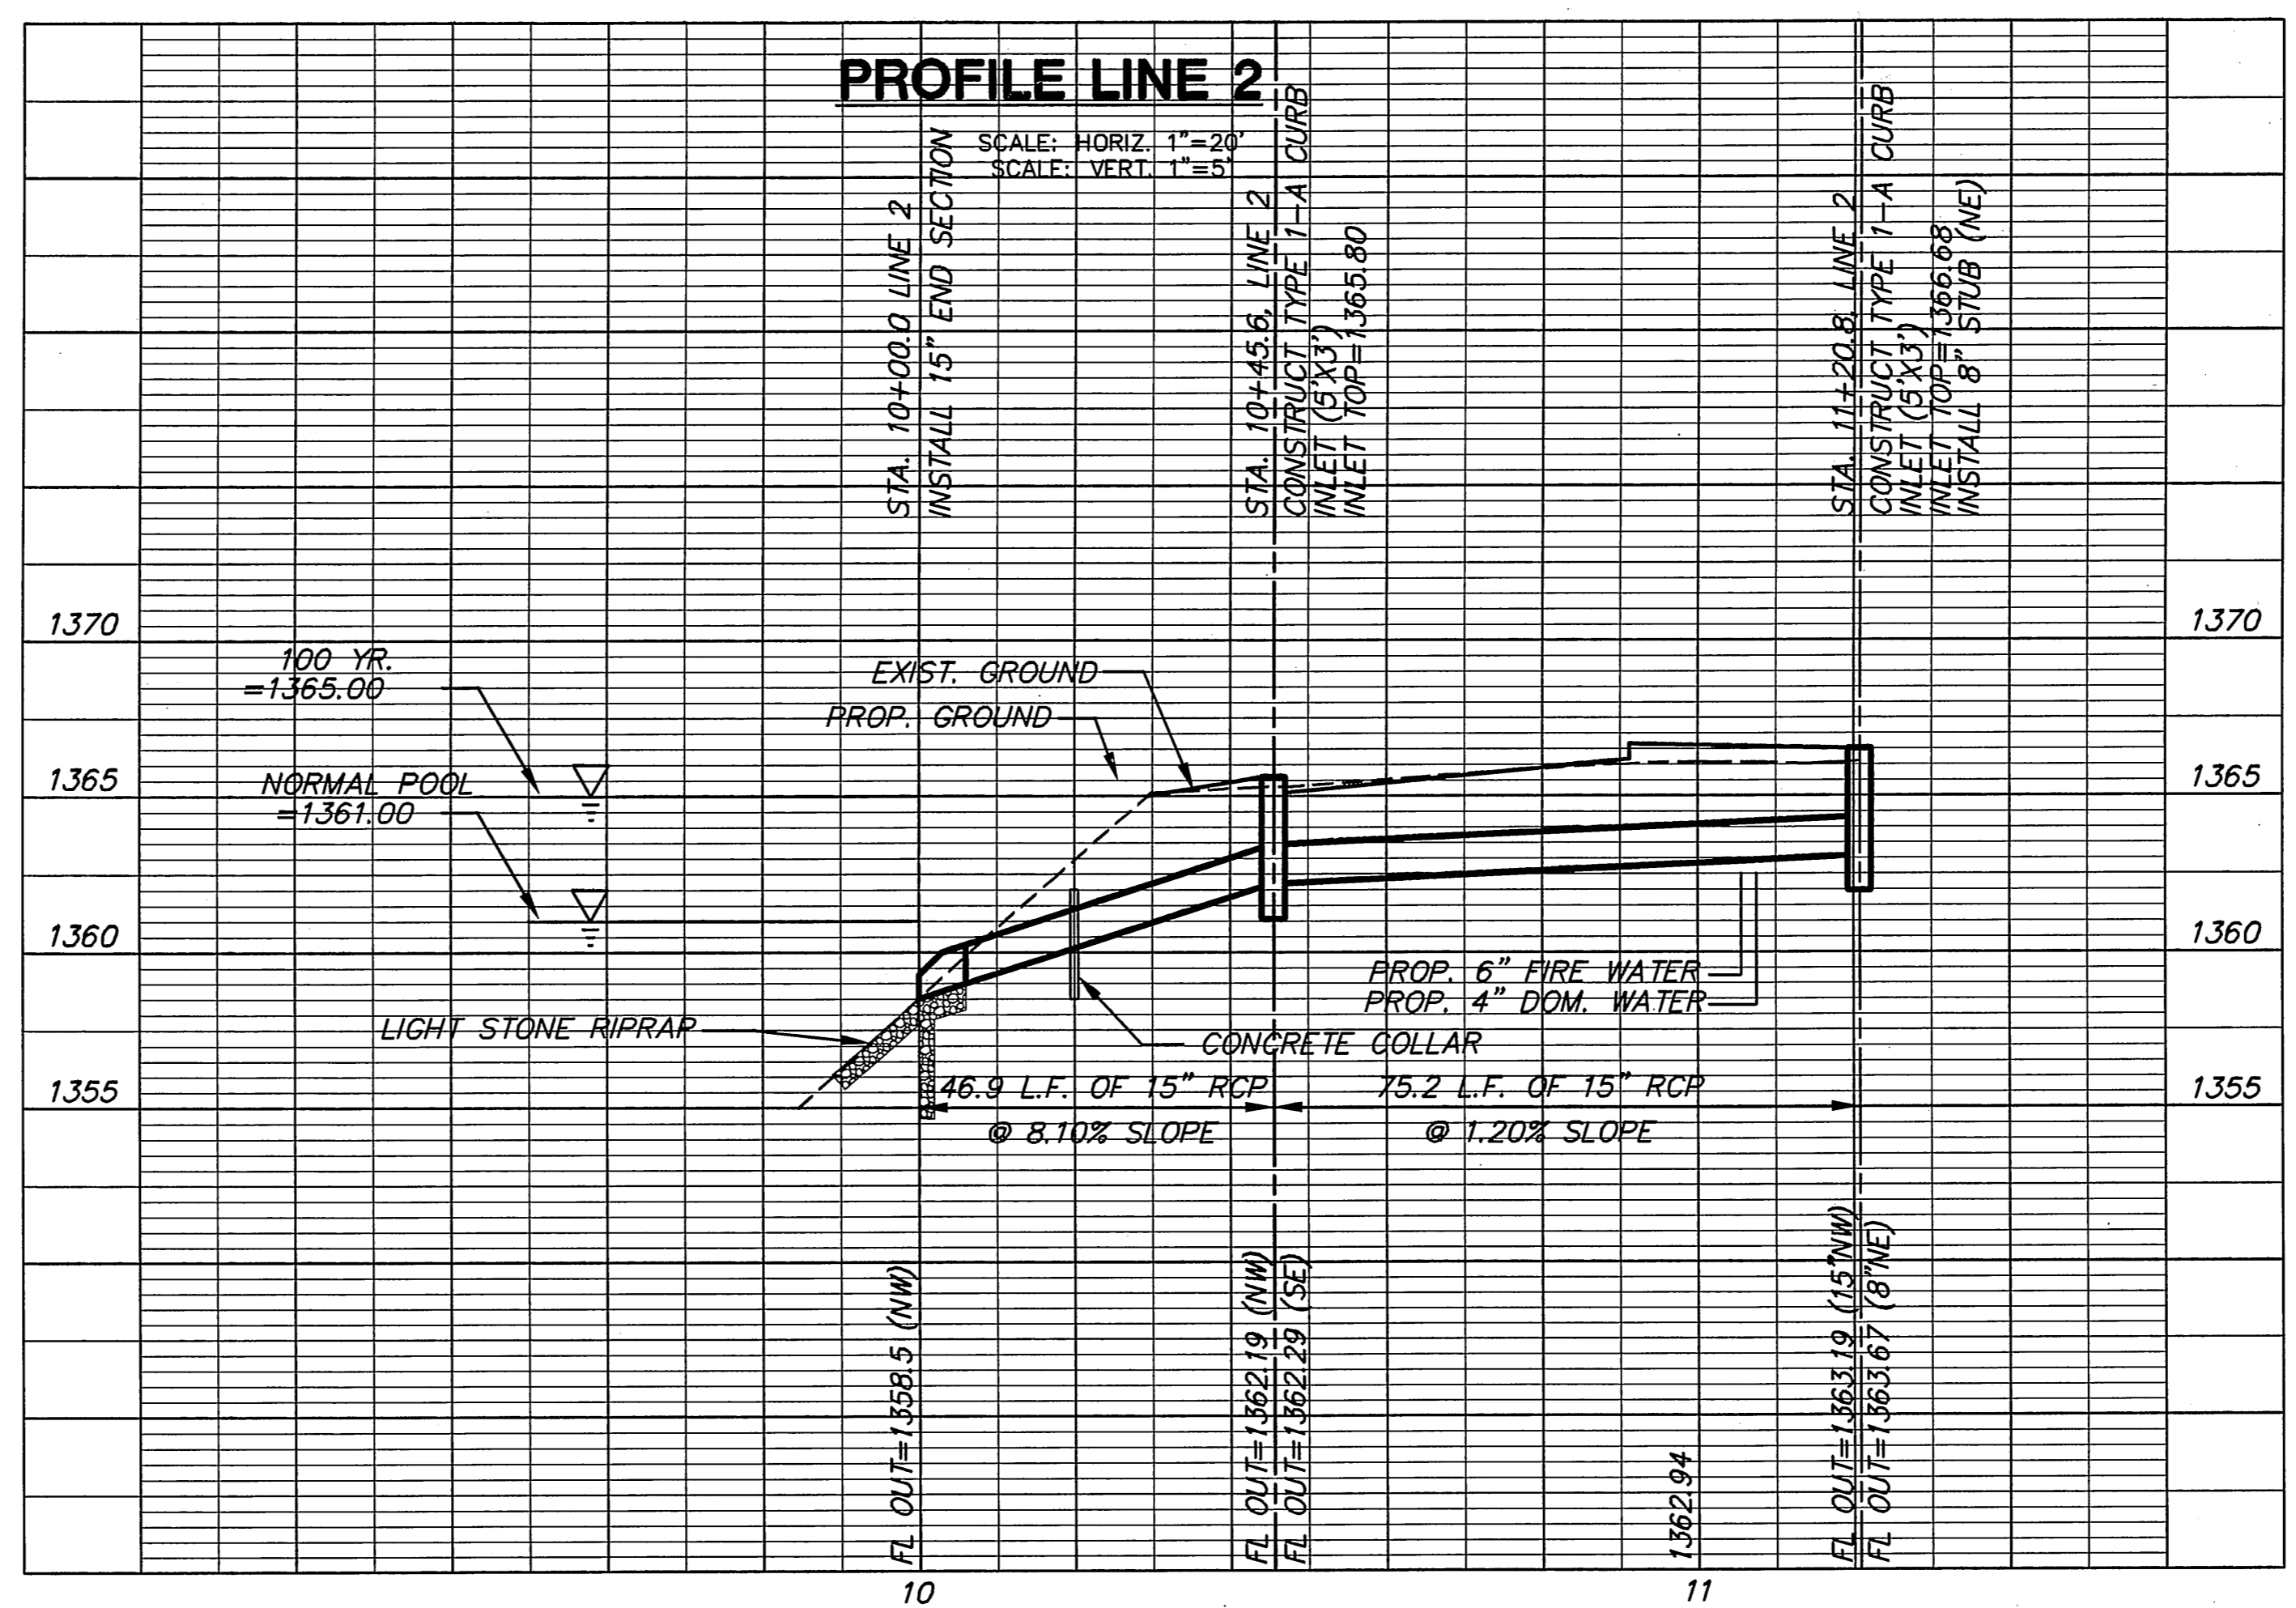 PROFILE LINE 2
SCALE: HORIZ. 1"=20'
SCALE: VERT. 1"=5'
STA. 10+00.0 LINE 2
INSTALL 15" END SECTION
STA. 10+45.6, LINE 2
CONSTRUCT TYPE 1-A CURB
INLET (5'X3')
INLET TOP=1365.80
STA. 11+20.8, LINE 2
CONSTRUCT TYPE 1-A CURB
INLET (5'X3')
INLET TOP=1366.68
INSTALL 8" STUB (NE)
1370
1370
100 YR.
=1365.00
EXIST. GROUND
PROP. GROUND
1365
1365
NORMAL POOL
=1361.00
1360
1360
PROP. 6" FIRE WATER
PROP. 4" DOM. WATER
LIGHT STONE RIPRAP
CONCRETE COLLAR
1355
1355
46.9 L.F. OF 15" RCP
@ 8.10% SLOPE
75.2 L.F. OF 15" RCP
@ 1.20% SLOPE
FL OUT=1358.5 (NW)
FL OUT=1362.19 (NW)
FL OUT=1362.29 (SE)
1362.94
FL OUT=1363.19 (15"NW)
FL OUT=1363.67 (8"NE)
10
11